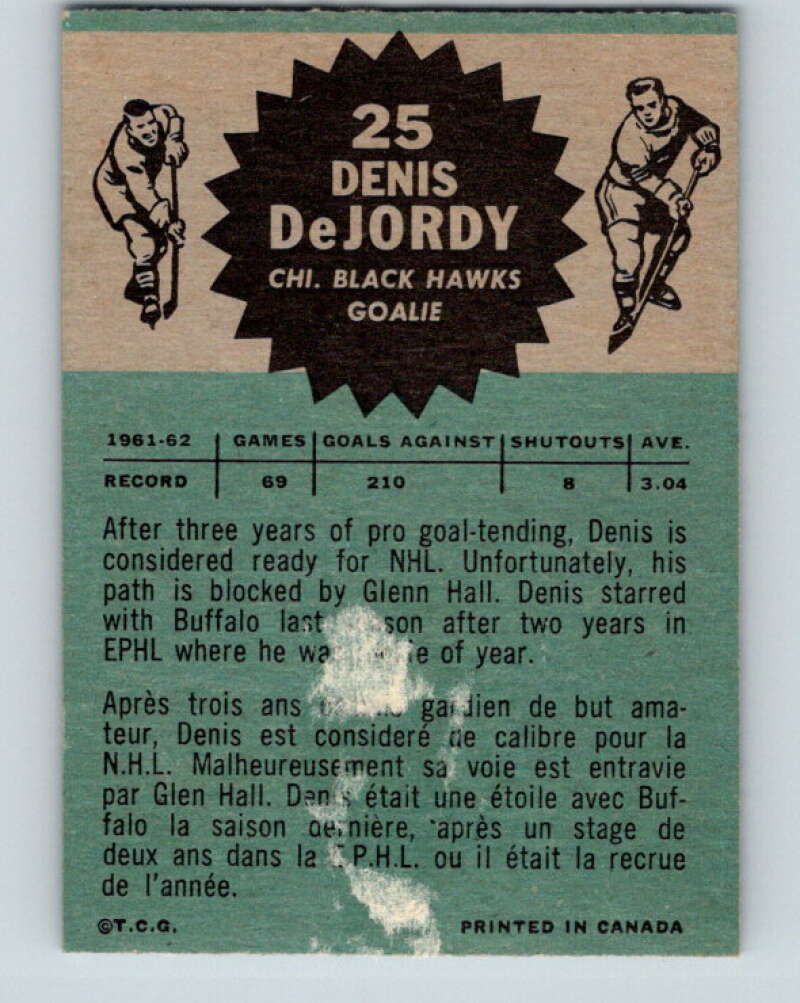 25
DENIS
DeJORDY
CHI. BLACK HAWKS
GOALIE
1961-62 GAMES GOALS AGAINST SHUTOUTS AVE.
RECORD 69 210 8 3.04
After three years of pro goal-tending, Denis is
considered ready for NHL. Unfortunately, his
path is blocked by Glenn Hall. Denis starred
with Buffalo last season after two years in
EPHL where he was of year.
Après trois ans gardien de but ama-
teur, Denis est consideré de calibre pour la
N.H.L. Malheureusement sa voie est entravie
par Glen Hall. Denis était une étoile avec Buf-
falo la saison dernière, après un stage de
deux ans dans la E.P.H.L. ou il était la recrue
de l'année.
©T.C.G. PRINTED IN CANADA